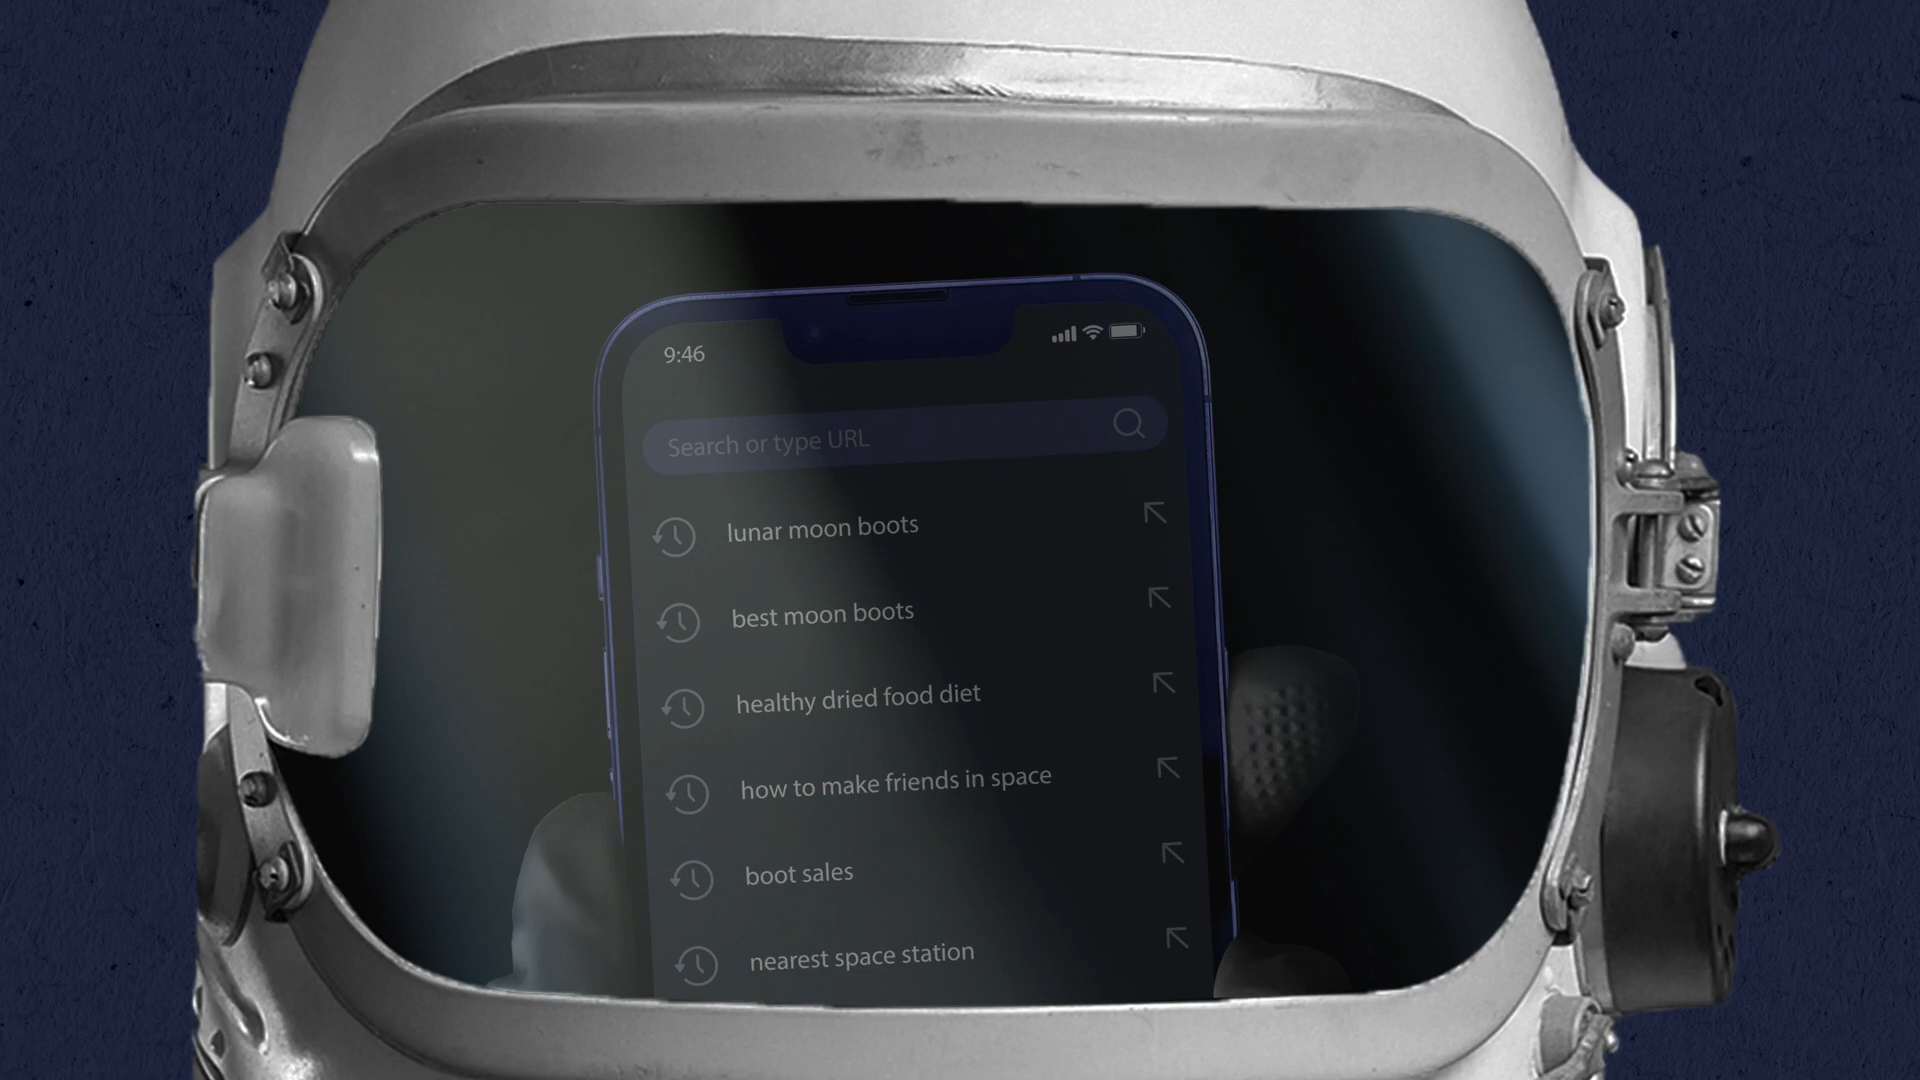 9:46
Search or type URL
lunar moon boots
best moon boots
healthy dried food diet
how to make friends in space
boot sales
nearest space station